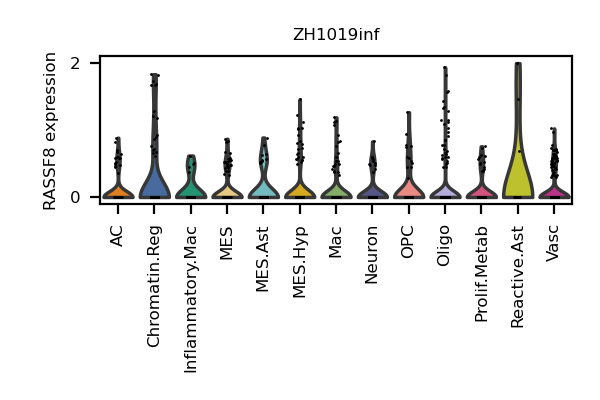 ZH1019inf
RASSF8 expression
2
0
AC
Chromatin.Reg
Inflammatory.Mac
MES
MES.Ast
MES.Hyp
Mac
Neuron
OPC
Oligo
Prolif.Metab
Reactive.Ast
Vasc